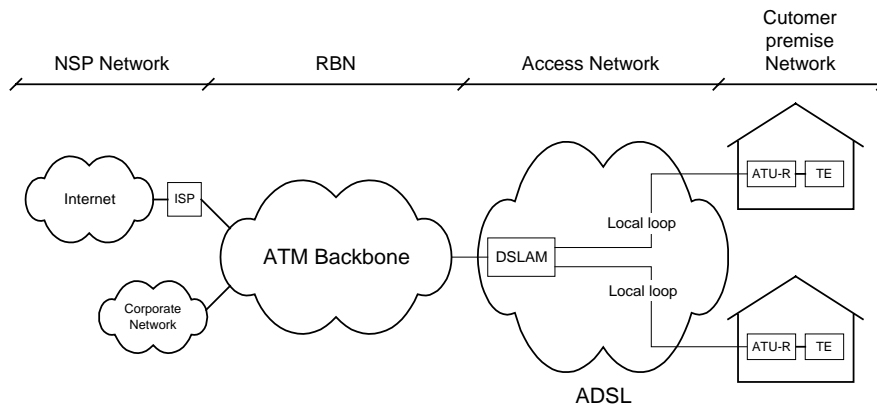 Cutomer
premise
Network
NSP Network
RBN
Access Network
Internet
ISP
ATM Backbone
Corporate
Network
DSLAM
Local loop
Local loop
ADSL
ATU-R
TE
ATU-R
TE